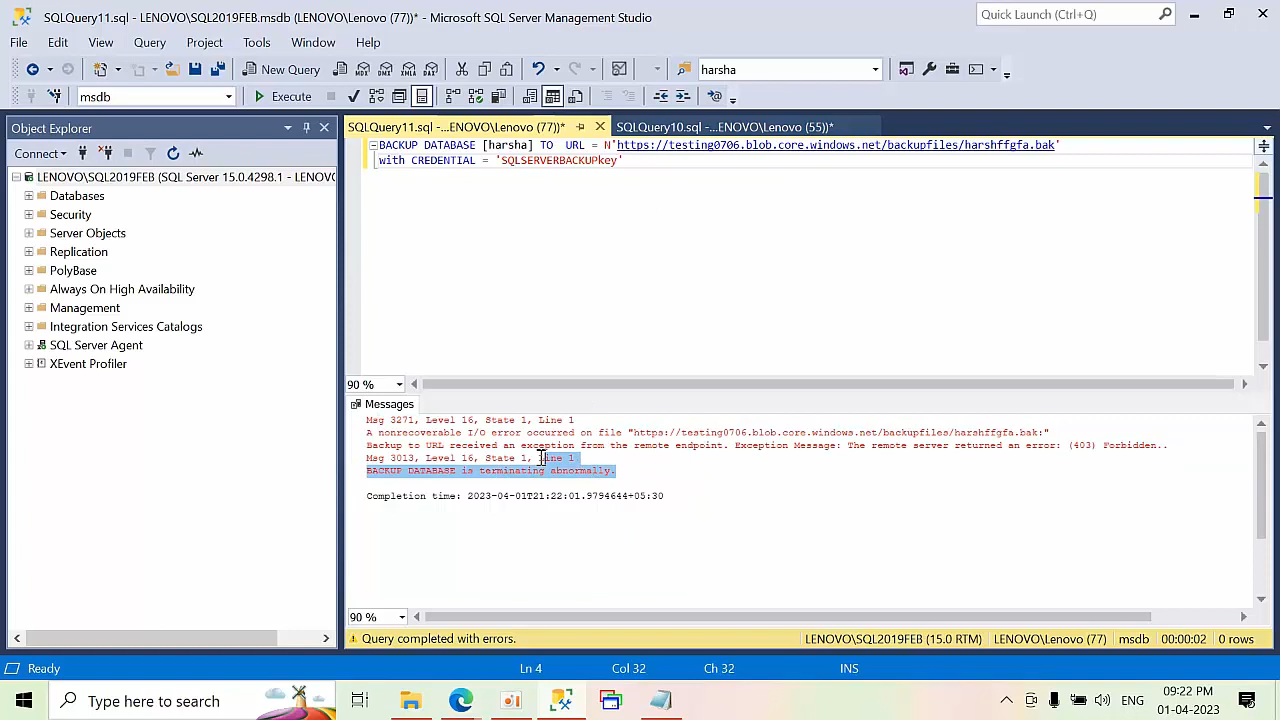 SQLQuery11.sql - LENOVO\SQL2019FEB.msdb (LENOVO\Lenovo (77))* - Microsoft SQL Server Management Studio
Quick Launch (Ctrl+Q)
File Edit View Query Project Tools Window Help
New Query
MDX DMX XMLA DAX
harsha
msdb
Execute
Object Explorer
SQLQuery11.sql -...ENOVO\Lenovo (77))*
SQLQuery10.sql -...ENOVO\Lenovo (55))*
Connect
LENOVO\SQL2019FEB (SQL Server 15.0.4298.1 - LENOVO
Databases
Security
Server Objects
Replication
PolyBase
Always On High Availability
Management
Integration Services Catalogs
SQL Server Agent
XEvent Profiler
BACKUP DATABASE [harsha] TO URL = N'https://testing0706.blob.core.windows.net/backupfiles/harshffgfa.bak'
with CREDENTIAL = 'SQLSERVERBACKUPkey'
90 %
Messages
Msg 3271, Level 16, State 1, Line 1
A nonrecoverable I/O error occurred on file "https://testing0706.blob.core.windows.net/backupfiles/harshffgfa.bak:"
Backup to URL received an exception from the remote endpoint. Exception Message: The remote server returned an error: (403) Forbidden..
Msg 3013, Level 16, State 1, Line 1
BACKUP DATABASE is terminating abnormally.
Completion time: 2023-04-01T21:22:01.9794644+05:30
90 %
Query completed with errors.
LENOVO\SQL2019FEB (15.0 RTM) LENOVO\Lenovo (77) msdb 00:00:02 0 rows
Ready
Ln 4 Col 32 Ch 32 INS
Type here to search
ENG
09:22 PM
01-04-2023